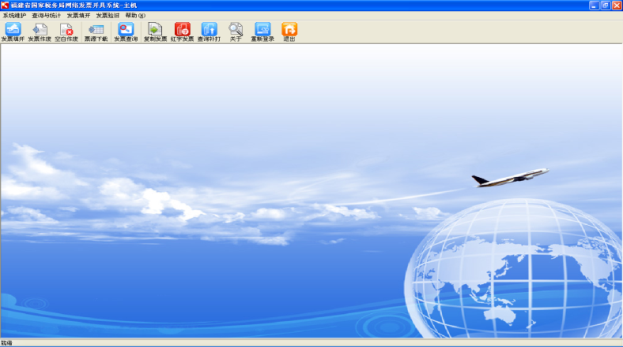 福建省国家税务局网络发票开具系统-主机
系统维护 查询与统计 发票填开 发票验旧 帮助(X)
发票填开 发票作废 空白作废 票源下载 发票查询 复制发票 红字发票 查询补打 关于 重新登录 退出
就绪